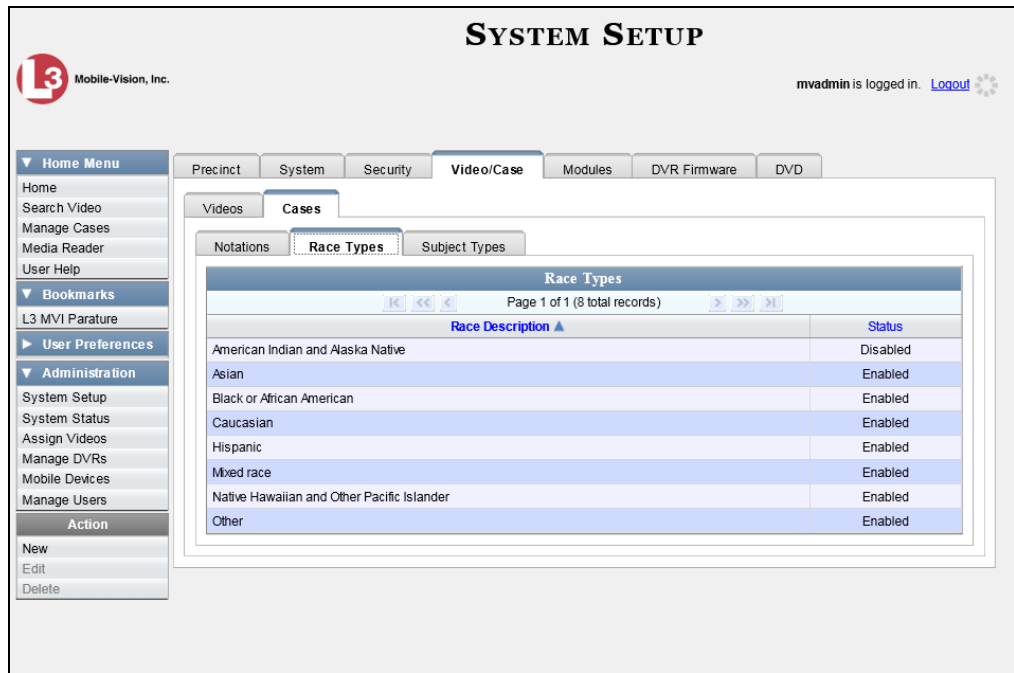 SYSTEM SETUP
L3 Mobile-Vision, Inc.
mvadmin is logged in. Logout
▼ Home Menu
Home
Search Video
Manage Cases
Media Reader
User Help
▼ Bookmarks
L3 MVI Parature
► User Preferences
▼ Administration
System Setup
System Status
Assign Videos
Manage DVRs
Mobile Devices
Manage Users
Action
New
Edit
Delete
Precinct System Security Video/Case Modules DVR Firmware DVD
Videos Cases
Notations Race Types Subject Types
Race Types
Page 1 of 1 (8 total records)
Race Description ▲ Status
American Indian and Alaska Native Disabled
Asian Enabled
Black or African American Enabled
Caucasian Enabled
Hispanic Enabled
Mixed race Enabled
Native Hawaiian and Other Pacific Islander Enabled
Other Enabled